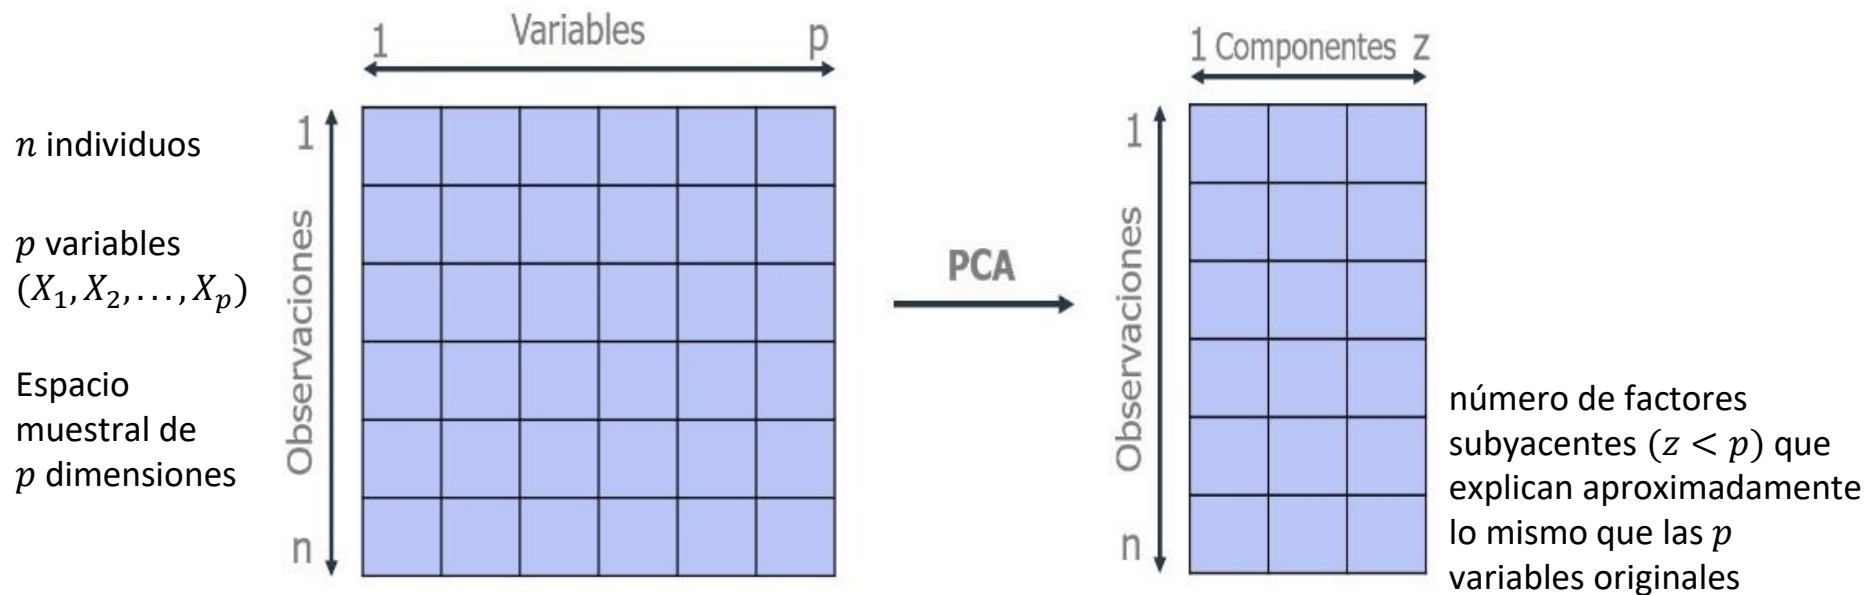 n individuos
p variables
(X₁, X₂, . . . , Xₚ)
Espacio
muestral de
p dimensiones
1 Variables p
1
Observaciones
n
PCA
1 Componentes z
1
Observaciones
n
número de factores
subyacentes (z < p) que
explican aproximadamente
lo mismo que las p
variables originales